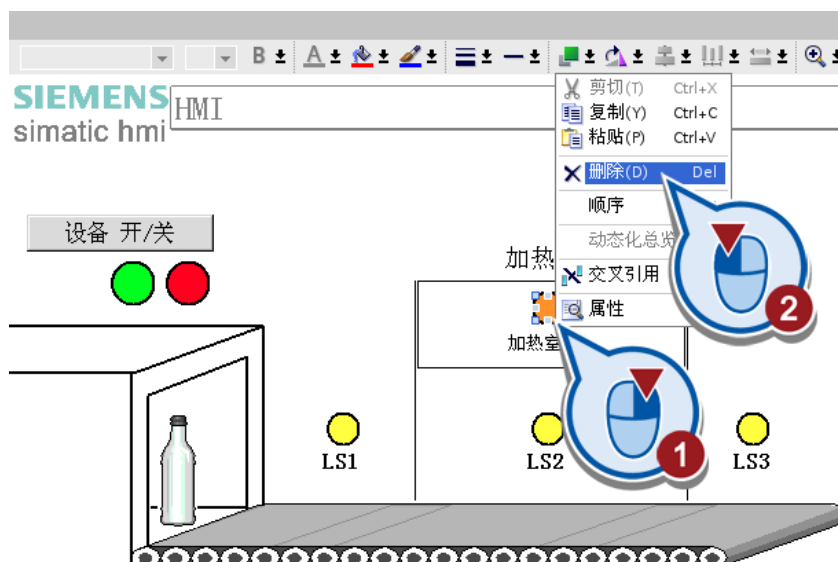 B A
SIEMENS
simatic hmi
HMI
剪切(T) Ctrl+X
复制(Y) Ctrl+C
粘贴(P) Ctrl+V
删除(D) Del
顺序
动态化总览
交叉引用
属性
2
设备 开/关
加热
加热室
1
LS1
LS2
LS3